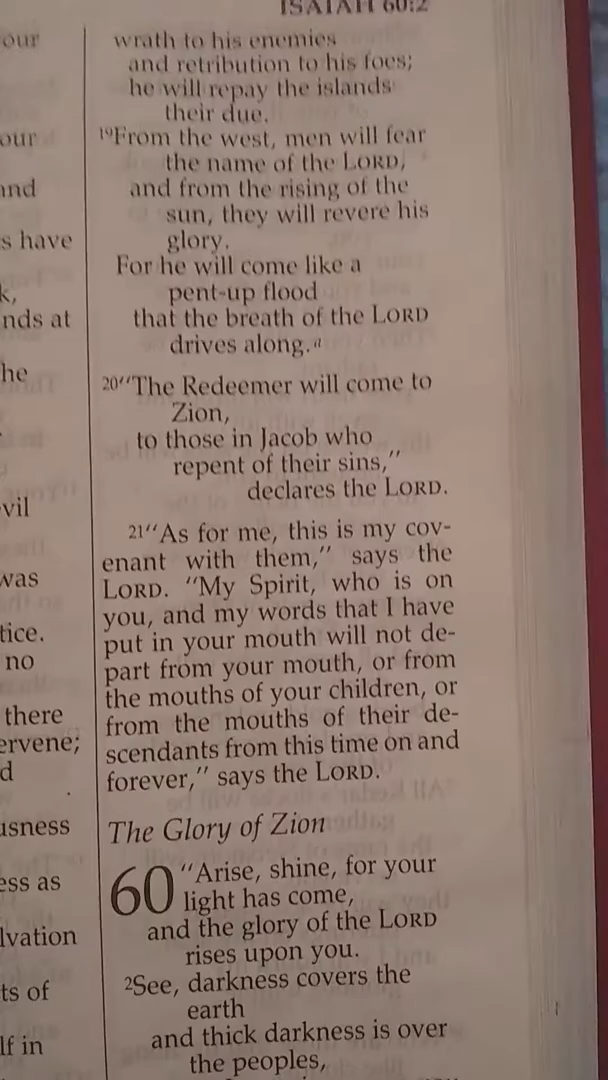 ISAIAH 60:2
our
our
and
s have
k,
nds at
he
vil
was
tice.
no
there
ervene;
d
usness
ess as
lvation
ts of
lf in
wrath to his enemies
and retribution to his foes;
he will repay the islands
their due.
19From the west, men will fear
the name of the LORD,
and from the rising of the
sun, they will revere his
glory.
For he will come like a
pent-up flood
that the breath of the LORD
drives along.a
20"The Redeemer will come to
Zion,
to those in Jacob who
repent of their sins,"
declares the LORD.
21"As for me, this is my cov-
enant with them," says the
LORD. "My Spirit, who is on
you, and my words that I have
put in your mouth will not de-
part from your mouth, or from
the mouths of your children, or
from the mouths of their de-
scendants from this time on and
forever," says the LORD.
The Glory of Zion
60 "Arise, shine, for your
light has come,
and the glory of the LORD
rises upon you.
2See, darkness covers the
earth
and thick darkness is over
the peoples,